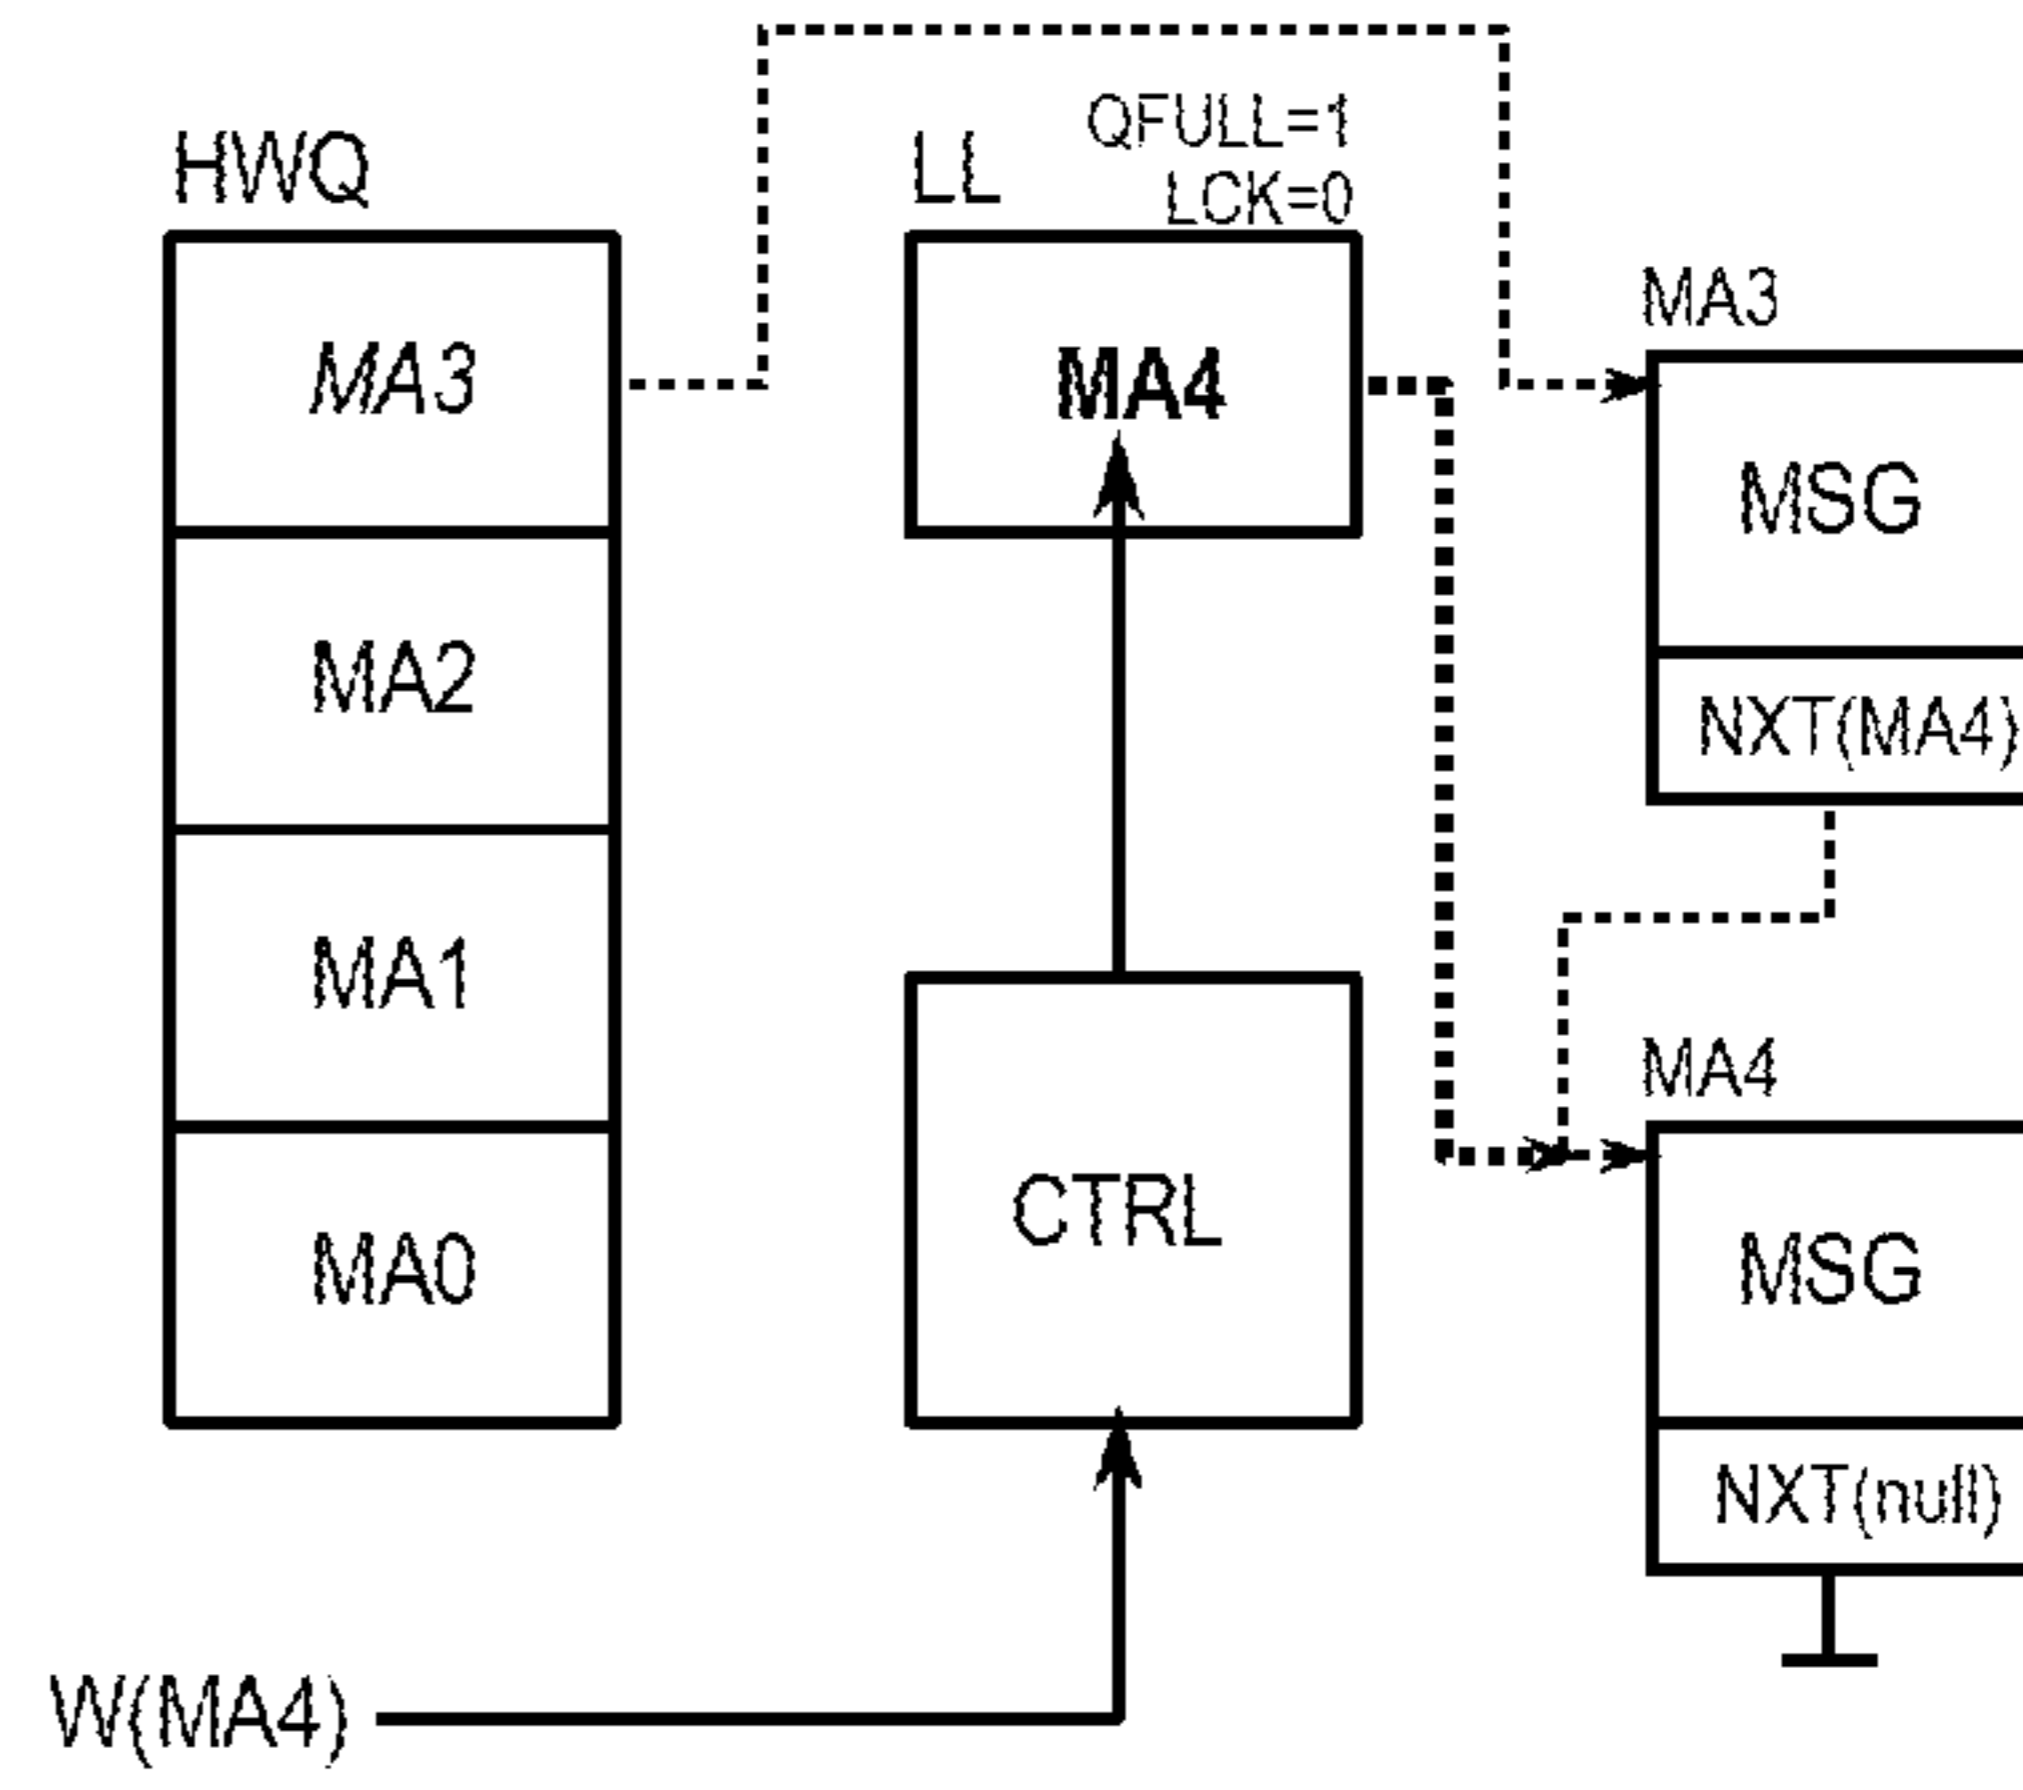 HWQ
MA3
MA2
MA1
MA0
LL
QFULL=1
LCK=0
MA4
CTRL
W(MA4)
MA3
MSG
NXT(MA4)
MA4
MSG
NXT(null)